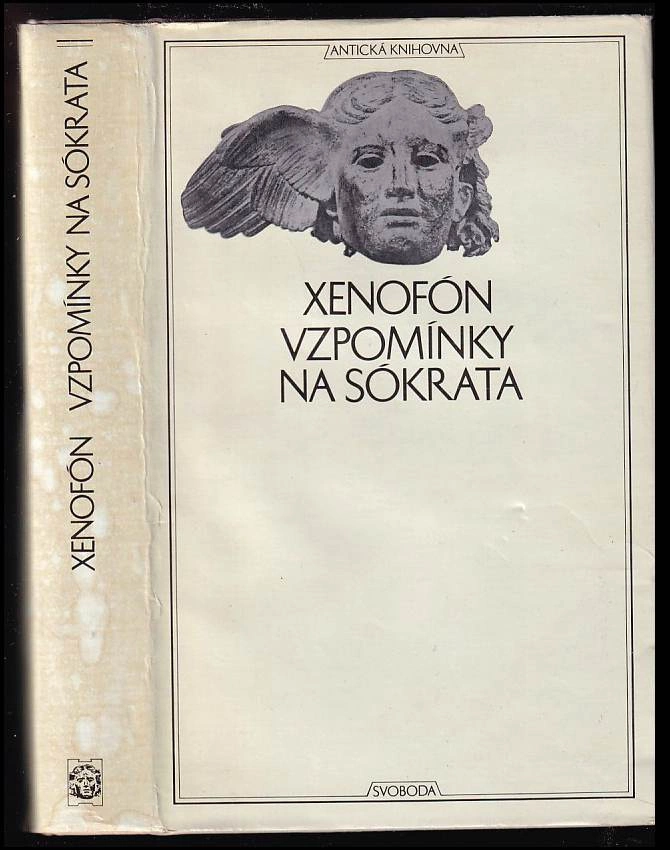 XENOFÓN VZPOMÍNKY NA SÓKRATA
ANTICKÁ KNIHOVNA
XENOFÓN
VZPOMÍNKY
NA SÓKRATA
SVOBODA